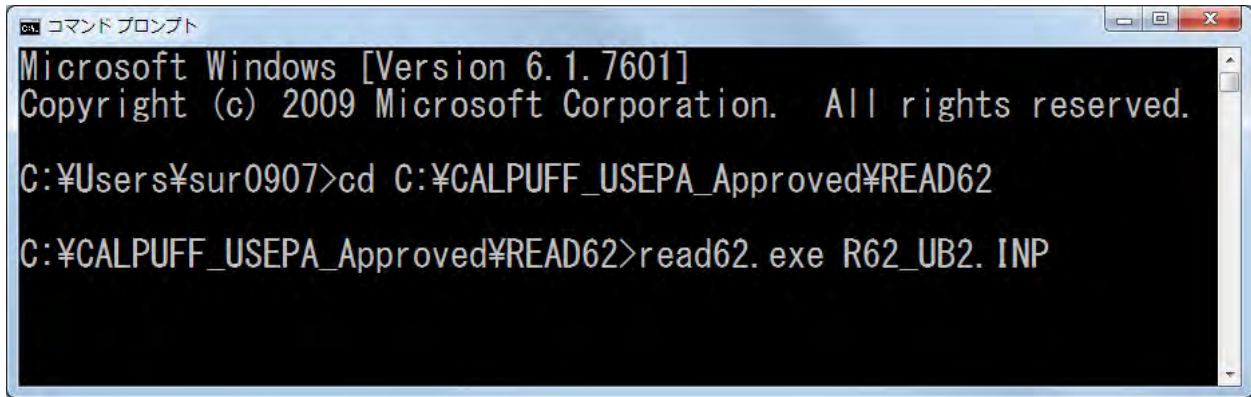 コマンド プロンプト
Microsoft Windows [Version 6.1.7601]
Copyright (c) 2009 Microsoft Corporation.  All rights reserved.
C:¥Users¥sur0907>cd C:¥CALPUFF_USEPA_Approved¥READ62
C:¥CALPUFF_USEPA_Approved¥READ62>read62.exe R62_UB2.INP